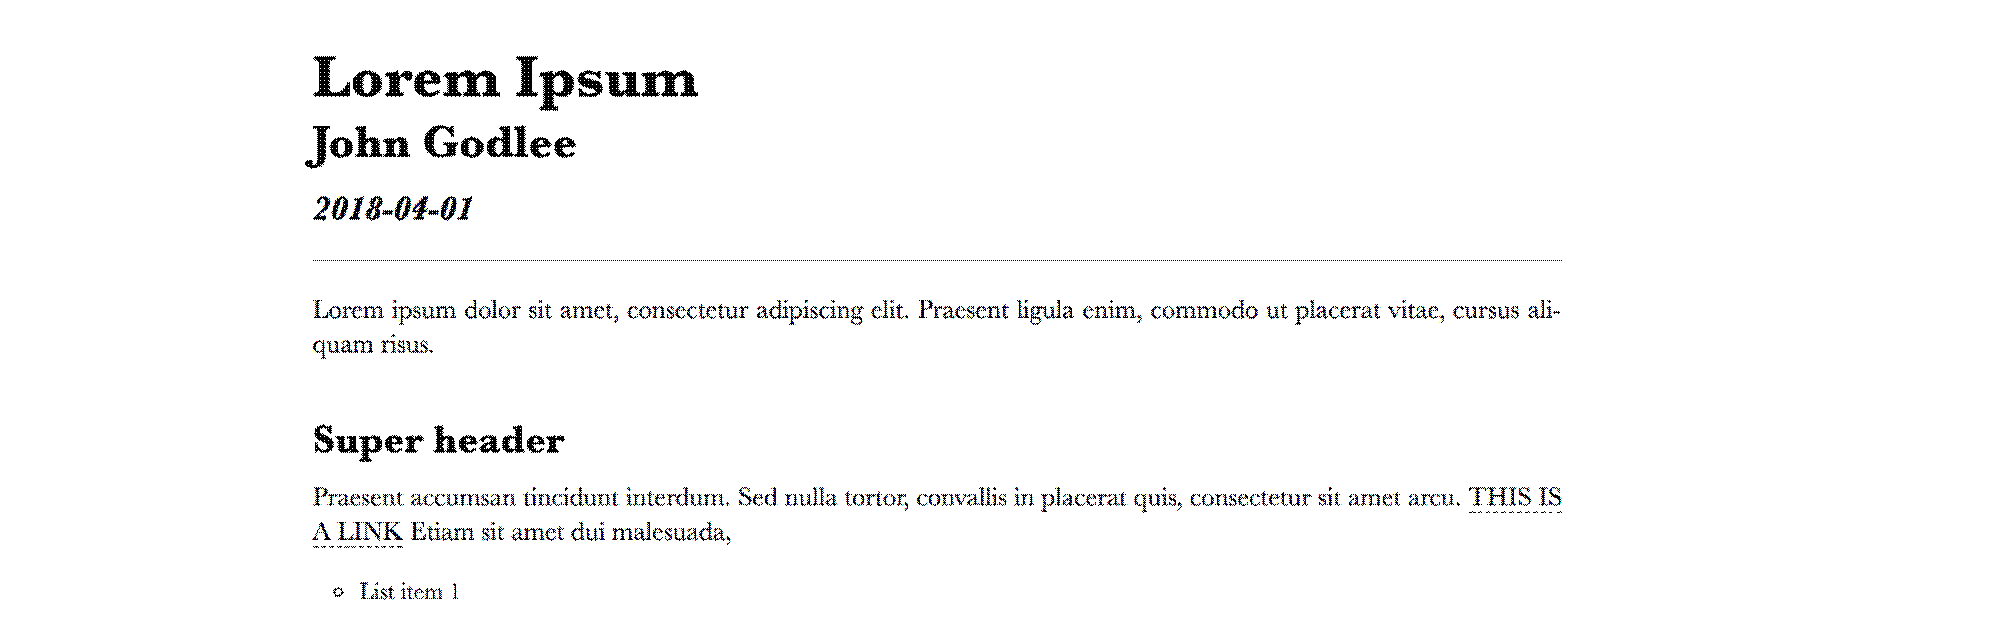 Lorem Ipsum
John Godlee
2018-04-01
Lorem ipsum dolor sit amet, consectetur adipiscing elit. Praesent ligula enim, commodo ut placerat vitae, cursus ali-
quam risus.
Super header
Praesent accumsan tincidunt interdum. Sed nulla tortor, convallis in placerat quis, consectetur sit amet arcu. THIS IS
A LINK Etiam sit amet dui malesuada,
List item 1